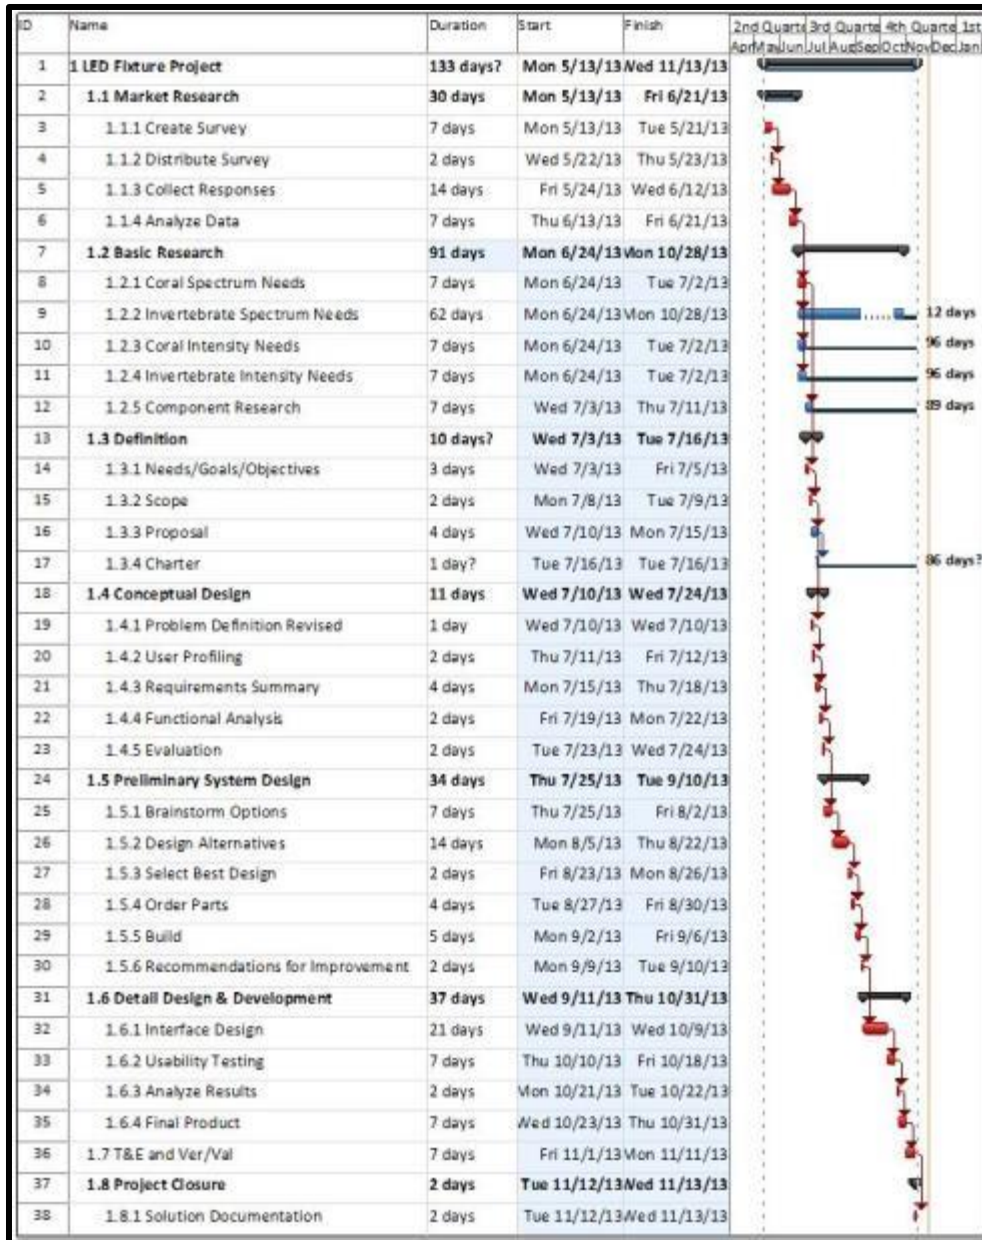 ID Name Duration Start Finish 2nd Quarte 3rd Quarte 4th Quarte 1st
Apr May Jun Jul Aug Sep Oct Nov Dec Jan
1 1 LED Fixture Project 133 days? Mon 5/13/13 Wed 11/13/13
2 1.1 Market Research 30 days Mon 5/13/13 Fri 6/21/13
3 1.1.1 Create Survey 7 days Mon 5/13/13 Tue 5/21/13
4 1.1.2 Distribute Survey 2 days Wed 5/22/13 Thu 5/23/13
5 1.1.3 Collect Responses 14 days Fri 5/24/13 Wed 6/12/13
6 1.1.4 Analyze Data 7 days Thu 6/13/13 Fri 6/21/13
7 1.2 Basic Research 91 days Mon 6/24/13 Mon 10/28/13
8 1.2.1 Coral Spectrum Needs 7 days Mon 6/24/13 Tue 7/2/13
9 1.2.2 Invertebrate Spectrum Needs 62 days Mon 6/24/13 Mon 10/28/13 12 days
10 1.2.3 Coral Intensity Needs 7 days Mon 6/24/13 Tue 7/2/13 96 days
11 1.2.4 Invertebrate Intensity Needs 7 days Mon 6/24/13 Tue 7/2/13 96 days
12 1.2.5 Component Research 7 days Wed 7/3/13 Thu 7/11/13 89 days
13 1.3 Definition 10 days? Wed 7/3/13 Tue 7/16/13
14 1.3.1 Needs/Goals/Objectives 3 days Wed 7/3/13 Fri 7/5/13
15 1.3.2 Scope 2 days Mon 7/8/13 Tue 7/9/13
16 1.3.3 Proposal 4 days Wed 7/10/13 Mon 7/15/13
17 1.3.4 Charter 1 day? Tue 7/16/13 Tue 7/16/13 86 days?
18 1.4 Conceptual Design 11 days Wed 7/10/13 Wed 7/24/13
19 1.4.1 Problem Definition Revised 1 day Wed 7/10/13 Wed 7/10/13
20 1.4.2 User Profiling 2 days Thu 7/11/13 Fri 7/12/13
21 1.4.3 Requirements Summary 4 days Mon 7/15/13 Thu 7/18/13
22 1.4.4 Functional Analysis 2 days Fri 7/19/13 Mon 7/22/13
23 1.4.5 Evaluation 2 days Tue 7/23/13 Wed 7/24/13
24 1.5 Preliminary System Design 34 days Thu 7/25/13 Tue 9/10/13
25 1.5.1 Brainstorm Options 7 days Thu 7/25/13 Fri 8/2/13
26 1.5.2 Design Alternatives 14 days Mon 8/5/13 Thu 8/22/13
27 1.5.3 Select Best Design 2 days Fri 8/23/13 Mon 8/26/13
28 1.5.4 Order Parts 4 days Tue 8/27/13 Fri 8/30/13
29 1.5.5 Build 5 days Mon 9/2/13 Fri 9/6/13
30 1.5.6 Recommendations for Improvement 2 days Mon 9/9/13 Tue 9/10/13
31 1.6 Detail Design & Development 37 days Wed 9/11/13 Thu 10/31/13
32 1.6.1 Interface Design 21 days Wed 9/11/13 Wed 10/9/13
33 1.6.2 Usability Testing 7 days Thu 10/10/13 Fri 10/18/13
34 1.6.3 Analyze Results 2 days Mon 10/21/13 Tue 10/22/13
35 1.6.4 Final Product 7 days Wed 10/23/13 Thu 10/31/13
36 1.7 T&E and Ver/Val 7 days Fri 11/1/13 Mon 11/11/13
37 1.8 Project Closure 2 days Tue 11/12/13 Wed 11/13/13
38 1.8.1 Solution Documentation 2 days Tue 11/12/13 Wed 11/13/13